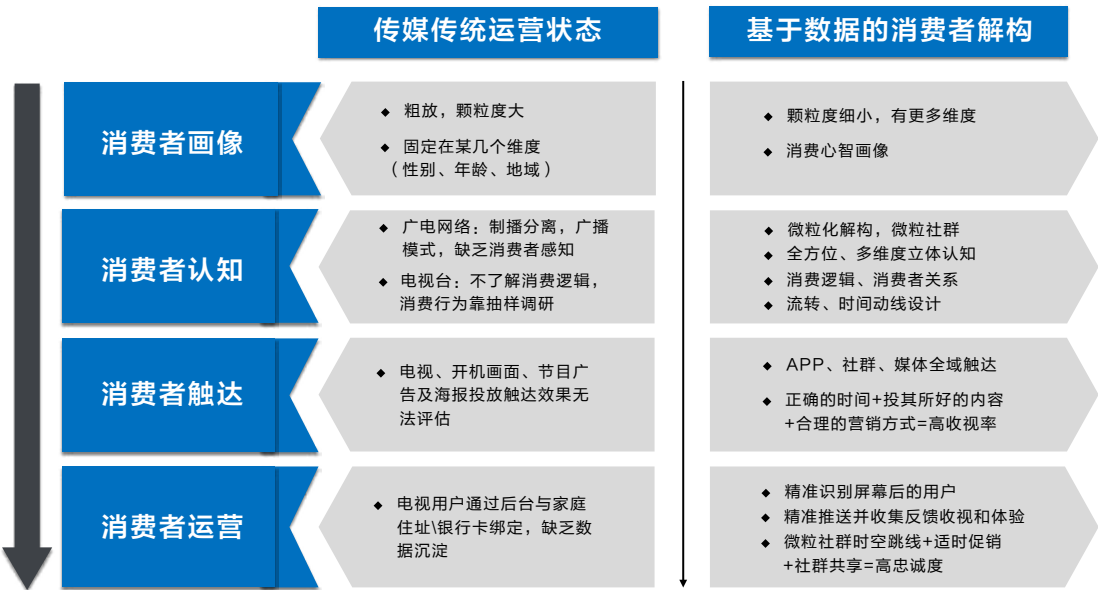 传媒传统运营状态
基于数据的消费者解构
消费者画像
◆ 粗放，颗粒度大
◆ 固定在某几个维度
（性别、年龄、地域）
◆ 颗粒度细小，有更多维度
◆ 消费心智画像
消费者认知
◆ 广电网络：制播分离，广播
模式，缺乏消费者感知
◆ 电视台：不了解消费逻辑，
消费行为靠抽样调研
◆ 微粒化解构，微粒社群
◆ 全方位、多维度立体认知
◆ 消费逻辑、消费者关系
◆ 流转、时间动线设计
消费者触达
◆ 电视、开机画面、节目广
告及海报投放触达效果无
法评估
◆ APP、社群、媒体全域触达
◆ 正确的时间+投其所好的内容
+合理的营销方式=高收视率
消费者运营
◆ 电视用户通过后台与家庭
住址\银行卡绑定，缺乏数
据沉淀
◆ 精准识别屏幕后的用户
◆ 精准推送并收集反馈收视和体验
◆ 微粒社群时空跳线+适时促销
+社群共享=高忠诚度